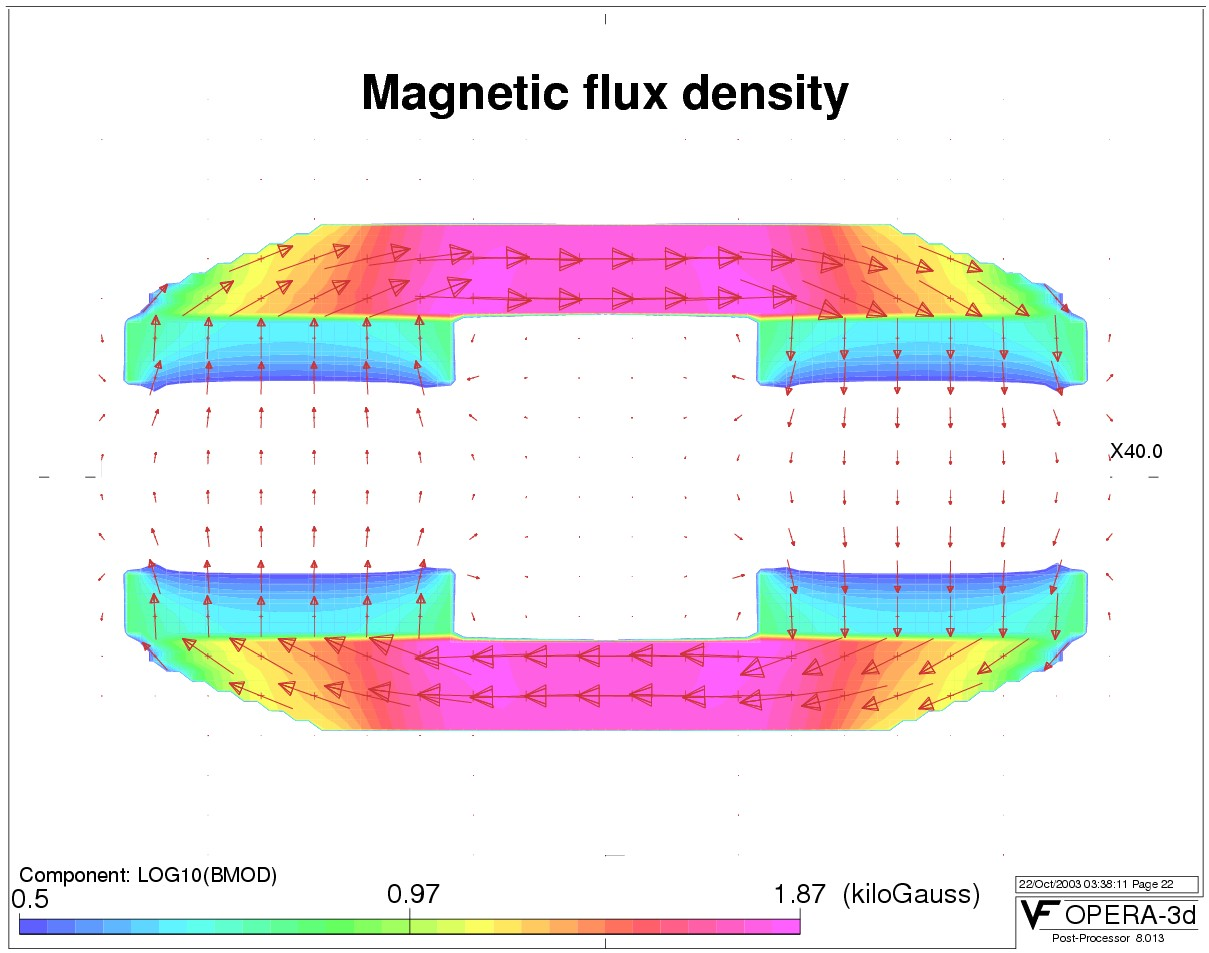 Magnetic flux density
X40.0
Component: LOG10(BMOD)
0.5 0.97 1.87 (kiloGauss)
22/Oct/2003 03:38:11 Page 22
VF OPERA-3d
Post-Processor 8.013